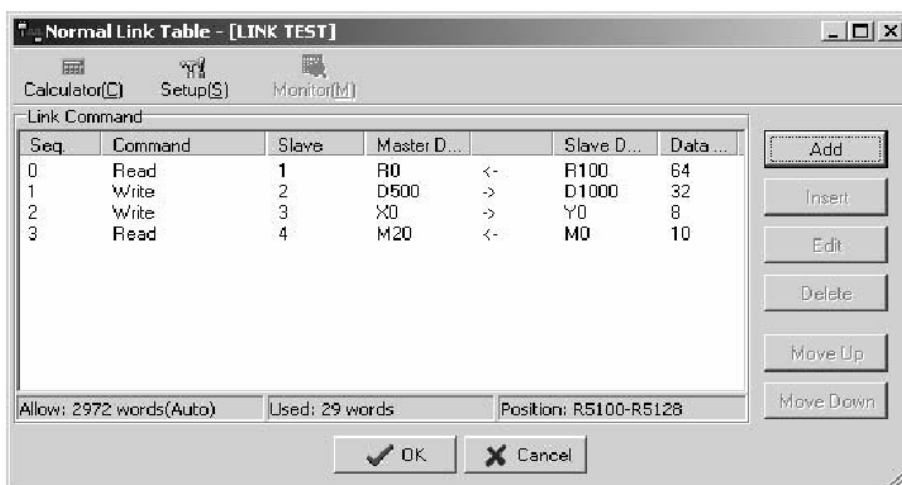 Normal Link Table - [LINK TEST]
Calculator(C) Setup(S) Monitor(M)
Link Command
Seq. Command Slave Master D... Slave D... Data ...
0 Read 1 R0 <- R100 64
1 Write 2 D500 -> D1000 32
2 Write 3 X0 -> Y0 8
3 Read 4 M20 <- M0 10
Add
Insert
Edit
Delete
Move Up
Move Down
Allow: 2972 words(Auto) Used: 29 words Position: R5100-R5128
OK Cancel